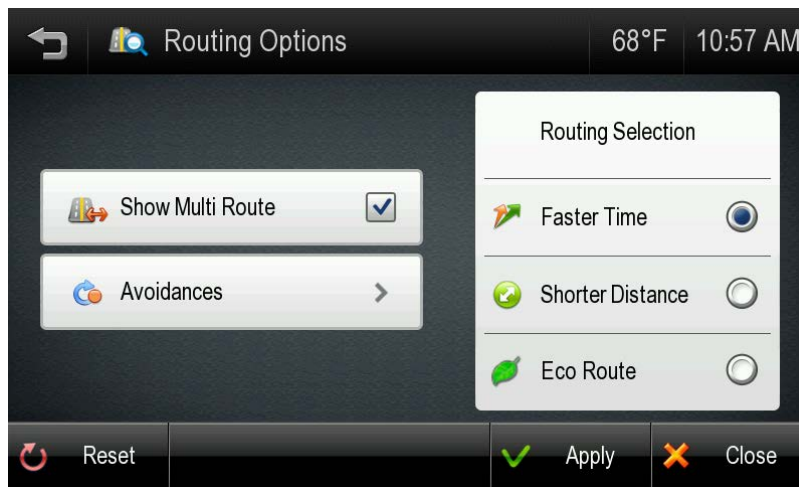 Routing Options
68°F
10:57 AM
Show Multi Route
Avoidances
Routing Selection
Faster Time
Shorter Distance
Eco Route
Reset
Apply
Close